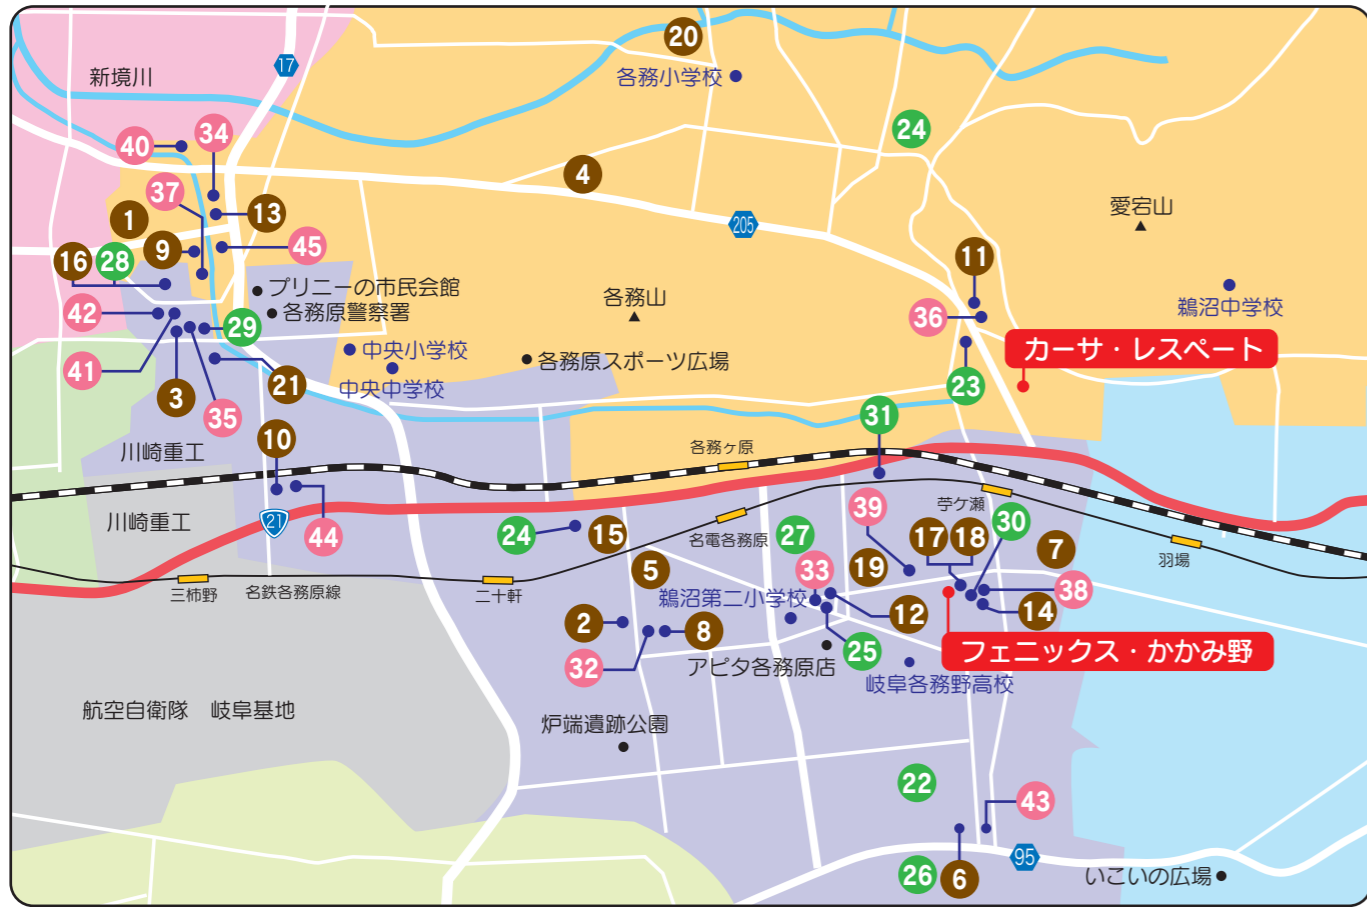 20
17
新境川
各務小学校
34
24
40
4
37
愛宕山
13
1
205
9
45
11
16
28
プリニーの市民会館
各務山
鵜沼中学校
42
各務原警察署
36
29
カーサ・レスペート
中央小学校
各務原スポーツ広場
41
中央中学校
21
23
3
35
31
10
各務ヶ原
川崎重工
苧ケ瀬
39
川崎重工
21
44
24
15
名電各務原
27
17
18
30
7
羽場
33
19
5
三柿野
名鉄各務原線
二十軒
38
鵜沼第二小学校
12
14
2
8
25
フェニックス・かかみ野
32
アピタ各務原店
岐阜各務野高校
航空自衛隊 岐阜基地
炉端遺跡公園
22
43
95
26
6
いこいの広場